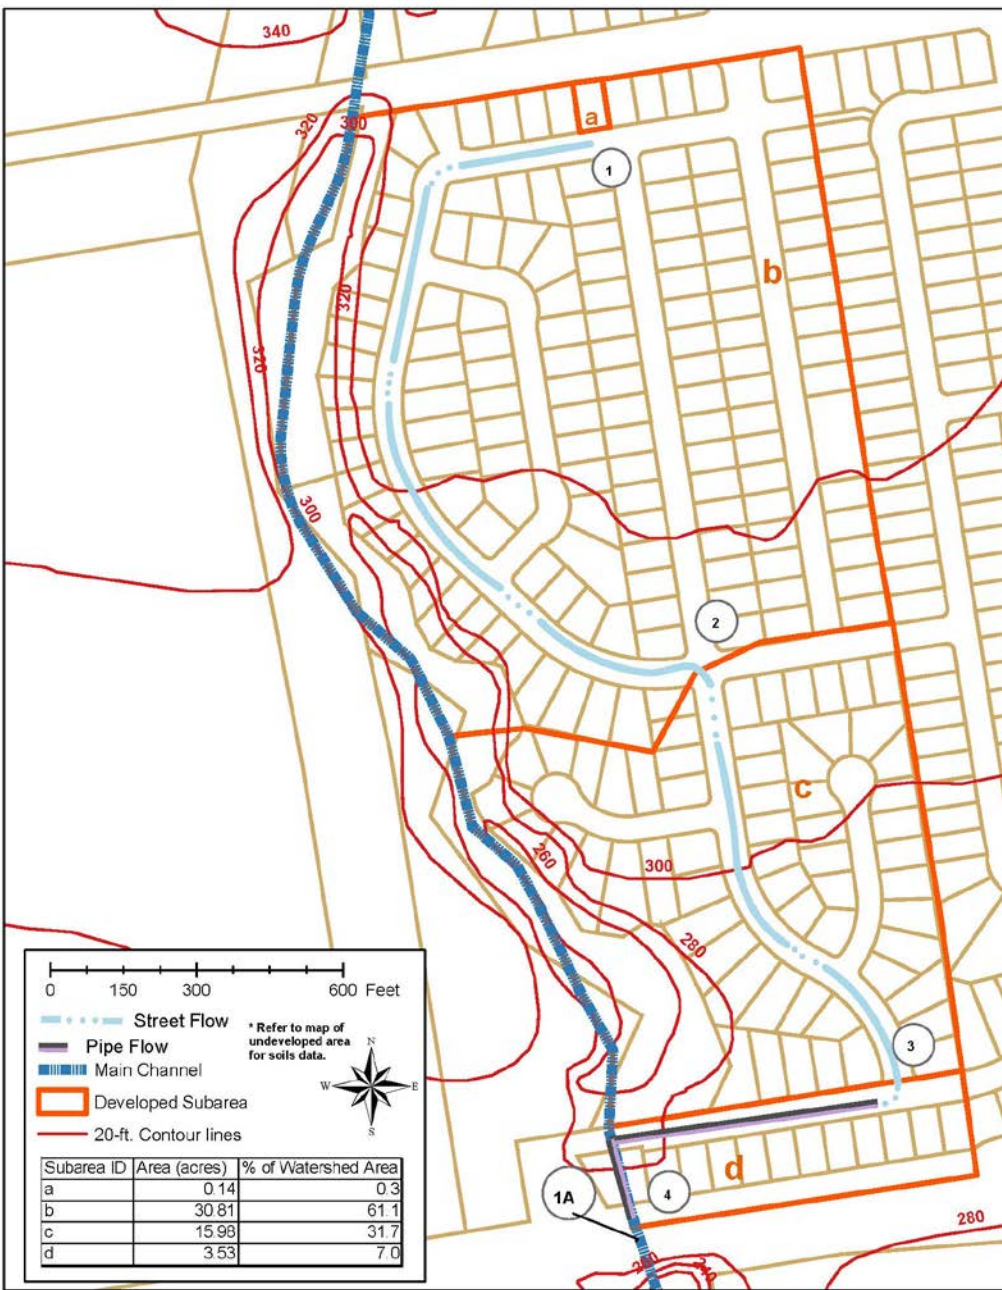 340
320
300
a
1
b
320
320
300
2
c
260
300
280
3
d
1A
4
280
260
240
0 150 300 600 Feet
Street Flow
Pipe Flow
Main Channel
Developed Subarea
20-ft. Contour lines
* Refer to map of
undeveloped area
for soils data.
N
W E
S
Subarea ID Area (acres) % of Watershed Area
a 0.14 0.3
b 30.81 61.1
c 15.98 31.7
d 3.53 7.0